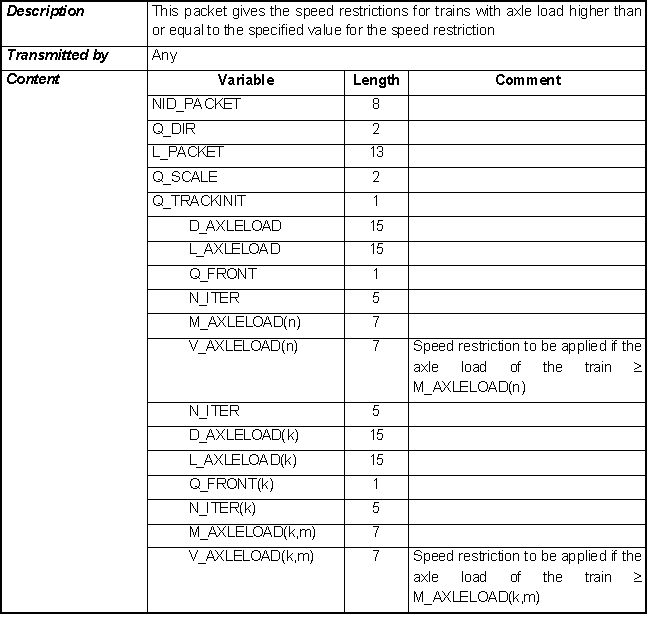 Description This packet gives the speed restrictions for trains with axle load higher than
or equal to the specified value for the speed restriction
Transmitted by Any
Content Variable Length Comment
NID_PACKET 8
Q_DIR 2
L_PACKET 13
Q_SCALE 2
Q_TRACKINIT 1
D_AXLELOAD 15
L_AXLELOAD 15
Q_FRONT 1
N_ITER 5
M_AXLELOAD(n) 7
V_AXLELOAD(n) 7 Speed restriction to be applied if the
axle load of the train ≥
M_AXLELOAD(n)
N_ITER 5
D_AXLELOAD(k) 15
L_AXLELOAD(k) 15
Q_FRONT(k) 1
N_ITER(k) 5
M_AXLELOAD(k,m) 7
V_AXLELOAD(k,m) 7 Speed restriction to be applied if the
axle load of the train ≥
M_AXLELOAD(k,m)